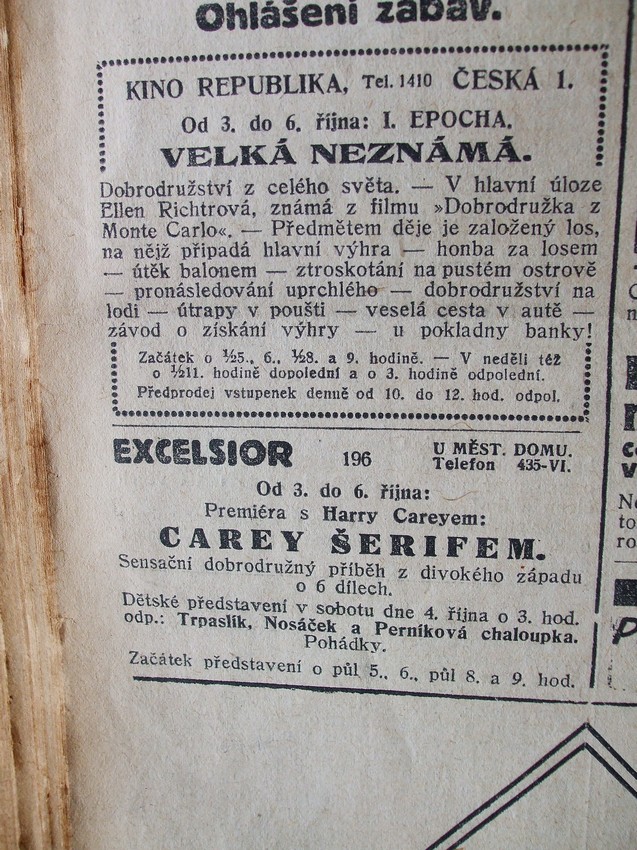 Ohlášení zábav.
KINO REPUBLIKA, Tel. 1410 ČESKÁ 1.
Od 3. do 6. října: I. EPOCHA.
VELKÁ NEZNÁMÁ.
Dobrodružství z celého světa. — V hlavní úloze
Ellen Richtrová, známá z filmu »Dobrodružka z
Monte Carlo«. — Předmětem děje je založený los,
na nějž připadá hlavní výhra — honba za losem
— útěk balonem — ztroskotání na pustém ostrově
— pronásledování uprchlého — dobrodružství na
lodi — útrapy v poušti — veselá cesta v autě —
závod o získání výhry — u pokladny banky!
Začátek o ½5., 6., ½8. a 9. hodině. — V neděli též
o ½11. hodině dopolední a o 3. hodině odpolední.
Předprodej vstupenek denně od 10. do 12. hod. odpol.
EXCELSIOR 196 U MĚST. DOMU.
Telefon 435-VI.
Od 3. do 6. října:
Premiéra s Harry Careyem:
CAREY ŠERIFEM.
Sensační dobrodružný příběh z divokého západu
o 6 dílech.
Dětské představení v sobotu dne 4. října o 3. hod.
odp.: Trpaslík, Nosáček a Perníková chaloupka.
Pohádky.
Začátek představení o půl 5., 6., půl 8. a 9. hod.